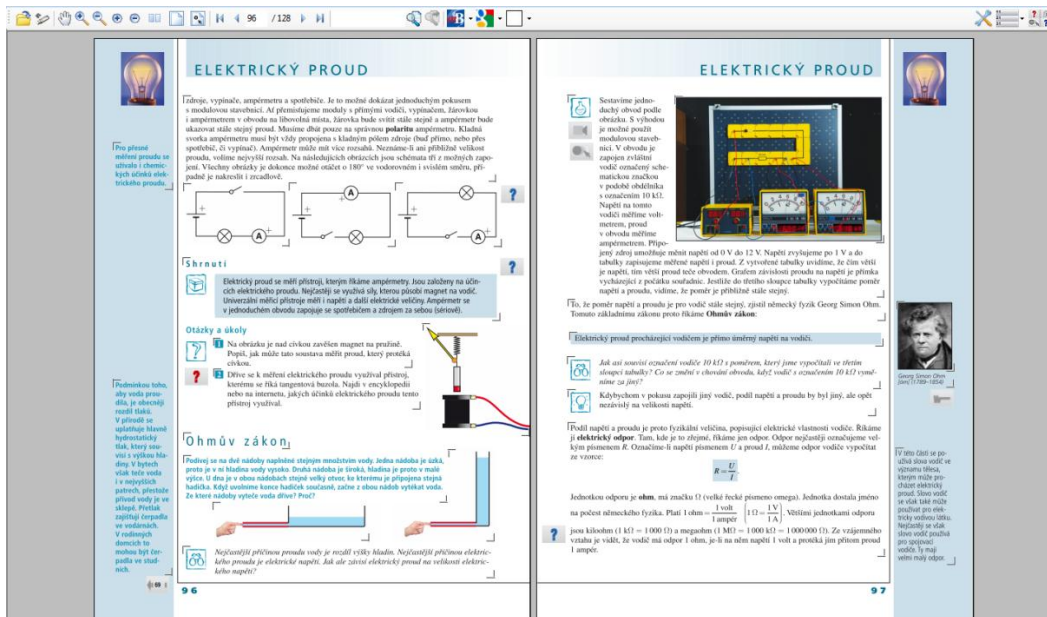 96 / 128
ELEKTRICKÝ PROUD
zdroje, vypínače, ampérmetru a spotřebiče. Je to možné dokázat jednoduchým pokusem
s modulovou stavebnicí. Ať přemísťujeme moduly s přímými vodiči, vypínačem, žárovkou
i ampérmetrem v obvodu na libovolná místa, žárovka bude svítit stále stejně a ampérmetr bude
ukazovat stále stejný proud. Musíme dbát pouze na správnou polaritu ampérmetru. Kladná
svorka ampérmetru musí být vždy propojena s kladným pólem zdroje (buď přímo, nebo přes
spotřebič, či vypínač). Ampérmetr může mít více rozsahů. Neznáme-li ani přibližně velikost
proudu, volíme nejvyšší rozsah. Na následujících obrázcích jsou schémata tří z možných zapo-
jení. Všechny obrázky je dokonce možné otáčet o 180° ve vodorovném i svislém směru, pří-
padně je nakreslit i zrcadlově.
Pro přesné
měření proudu se
užívalo i chemic-
kých účinků elek-
trického proudu.
+ A
+ A
+ A
?
Shrnutí
?
Elektrický proud se měří přístroji, kterým říkáme ampérmetry. Jsou založeny na účin-
cích elektrického proudu. Nejčastěji se využívá síly, kterou působí magnet na vodič.
Univerzální měřicí přístroje měří i napětí a další elektrické veličiny. Ampérmetr se
v jednoduchém obvodu zapojuje se spotřebičem a zdrojem za sebou (sériově).
Otázky a úkoly
?
1 Na obrázku je nad cívkou zavěšen magnet na pružině.
Popiš, jak může tato soustava měřit proud, který protéká
cívkou.
?
2 Dříve se k měření elektrického proudu využíval přístroj,
kterému se říká tangentová buzola. Najdi v encyklopedii
nebo na internetu, jakých účinků elektrického proudu tento
přístroj využíval.
Podmínkou toho,
aby voda prou-
dila, je obecněji
rozdíl tlaků.
V přírodě se
uplatňuje hlavně
hydrostatický
tlak, který sou-
visí s výškou hla-
diny. V bytech
však teče voda
i v nejvyšších
patrech, přestože
přívod vody je ve
sklepě. Přetlak
zajišťují čerpadla
ve vodárnách.
V rodinných
domcích to
mohou být čer-
padla ve stud-
ních.
Ohmův zákon
Podívej se na dvě nádoby naplněné stejným množstvím vody. Jedna nádoba je úzká,
proto je v ní hladina vody vysoko. Druhá nádoba je široká, hladina je proto v malé
výšce. U dna je v obou nádobách stejně velký otvor, ke kterému je připojena stejná
hadička. Když uvolníme konce hadiček současně, začne z obou nádob vytékat voda.
Ze které nádoby vyteče voda dříve? Proč?
Nejčastější příčinou proudu vody je rozdíl výšky hladin. Nejčastější příčinou elektric-
kého proudu je elektrické napětí. Jak ale závisí elektrický proud na velikosti elektric-
kého napětí?
96
ELEKTRICKÝ PROUD
Sestavíme jedno-
duchý obvod podle
obrázku. S výhodou
je možné použít
modulovou staveb-
nici. V obvodu je
zapojen zvláštní
vodič označený sche-
matickou značkou
v podobě obdélníka
s označením 10 kΩ.
Napětí na tomto
vodiči měříme volt-
metrem, proud
v obvodu měříme
ampérmetrem. Připo-
jený zdroj umožňuje měnit napětí od 0 V do 12 V. Napětí zvyšujeme po 1 V a do
tabulky zapisujeme měřené napětí i proud. Z vytvořené tabulky uvidíme, že čím větší
je napětí, tím větší proud teče obvodem. Grafem závislosti proudu na napětí je přímka
vycházející z počátku souřadnic. Jestliže do třetího sloupce tabulky vypočítáme poměr
napětí a proudu, vidíme, že poměr je přibližně stále stejný.
To, že poměr napětí a proudu je pro vodič stále stejný, zjistil německý fyzik Georg Simon Ohm.
Tomuto základnímu zákonu proto říkáme Ohmův zákon:
Elektrický proud procházející vodičem je přímo úměrný napětí na vodiči.
Georg Simon Ohm
(1789–1854)
Jak asi souvisí označení vodiče 10 kΩ s poměrem, který jsme vypočítali ve třetím
sloupci tabulky? Co se změní v chování obvodu, když vodič s označením 10 kΩ vymě-
níme za jiný?
Kdybychom v pokusu zapojili jiný vodič, podíl napětí a proudu by byl jiný, ale opět
nezávislý na velikosti napětí.
Podíl napětí a proudu je proto fyzikální veličina, popisující elektrické vlastnosti vodiče. Říkáme
jí elektrický odpor. Tam, kde je to zřejmé, říkáme jen odpor. Odpor nejčastěji označujeme vel-
kým písmenem R. Označíme-li napětí písmenem U a proud I, můžeme odpor vodiče vypočítat
ze vzorce:
R = U / I .
V této části se po-
užívá slova vodič ve
významu tělesa,
kterým může pro-
cházet elektrický
proud. Slovo vodič
se však také může
používat pro elek-
tricky vodivou látku.
Nejčastěji se však
slovo vodič používá
pro spojovací
vodiče. Ty mají
velmi malý odpor.
Jednotkou odporu je ohm, má značku Ω (velké řecké písmeno omega). Jednotka dostala jméno
na počest německého fyzika. Platí 1 ohm = 1 volt / 1 ampér (1 Ω = 1 V / 1 A). Většími jednotkami odporu
?
jsou kiloohm (1 kΩ = 1 000 Ω) a megaohm (1 MΩ = 1 000 kΩ = 1 000 000 Ω). Ze vzájemného
vztahu je vidět, že vodič má odpor 1 ohm, je-li na něm napětí 1 volt a protéká jím přitom proud
1 ampér.
97